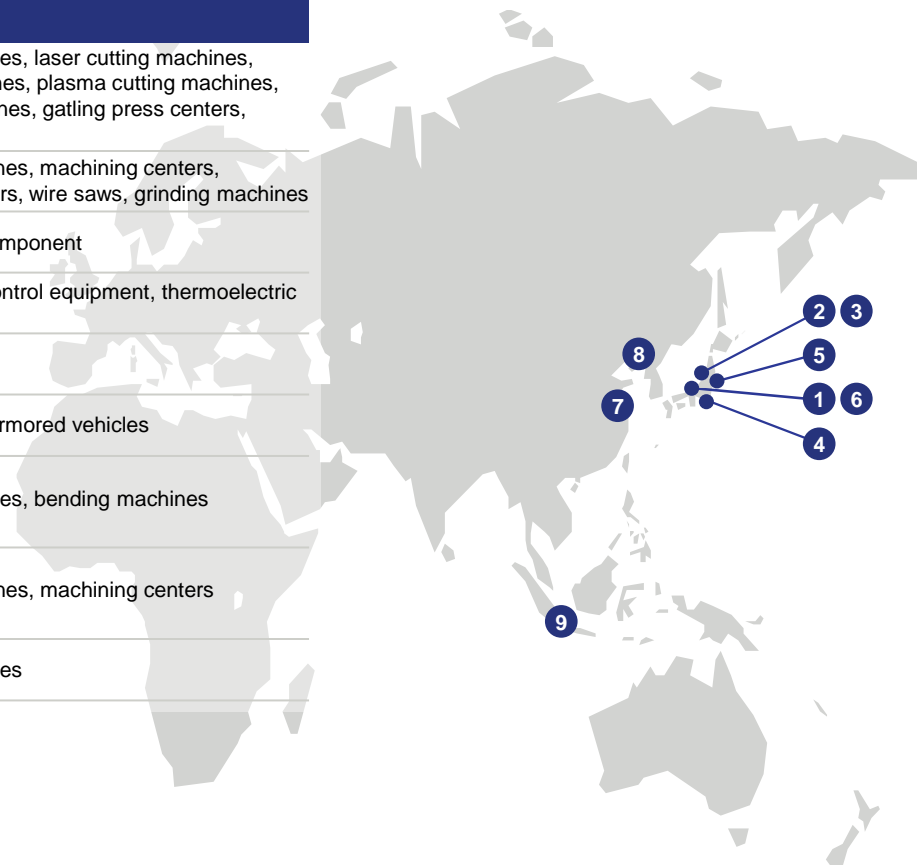 es, laser cutting machines,
nes, plasma cutting machines,
nes, gatling press centers,
nes, machining centers,
rs, wire saws, grinding machines
mponent
ontrol equipment, thermoelectric
rmored vehicles
es, bending machines
nes, machining centers
es
2 3
8
5
7
1 6
4
9